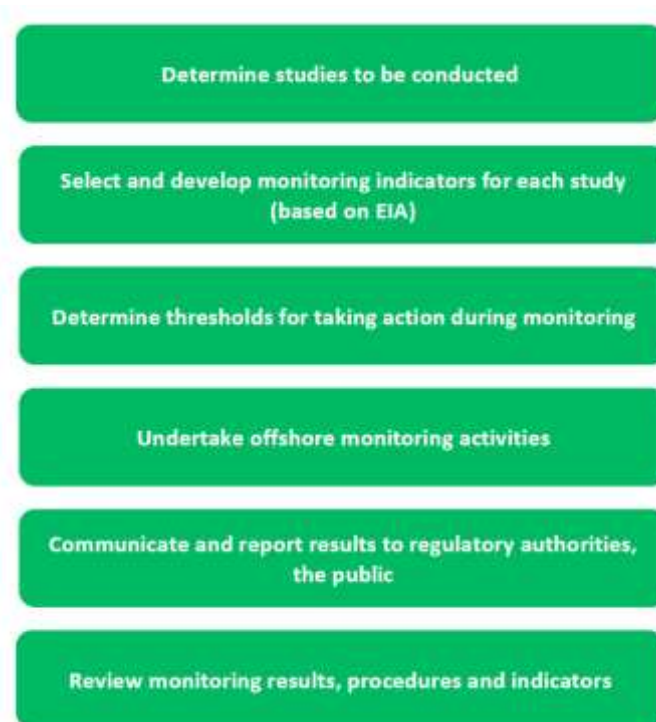 Determine studies to be conducted
Select and develop monitoring indicators for each study
(based on EIA)
Determine thresholds for taking action during monitoring
Undertake offshore monitoring activities
Communicate and report results to regulatory authorities,
the public
Review monitoring results, procedures and indicators